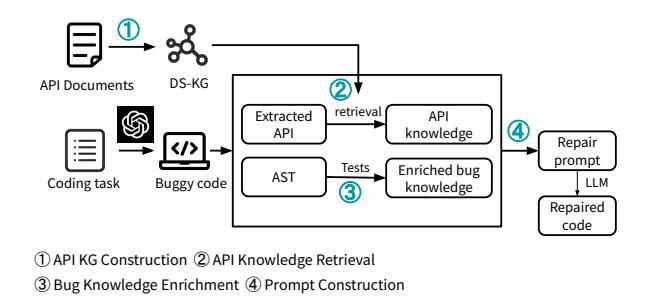 ①
API Documents
DS-KG
②
Extracted
API
retrieval
API
knowledge
④
Repair
prompt
Coding task
</>
Buggy code
AST
Tests
③
Enriched bug
knowledge
LLM
Repaired
code
① API KG Construction ② API Knowledge Retrieval
③ Bug Knowledge Enrichment ④ Prompt Construction